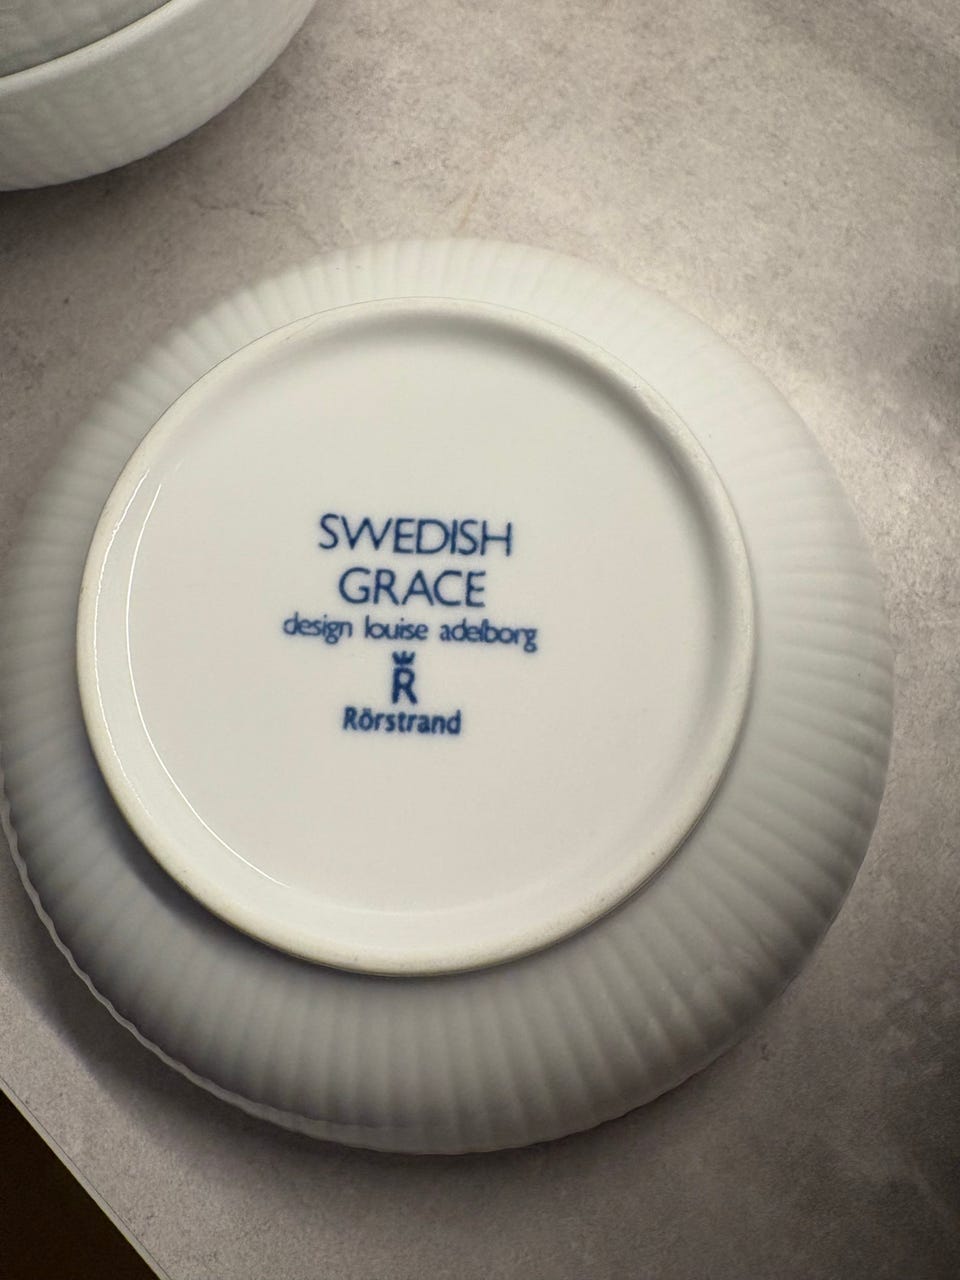 SWEDISH
GRACE
design louise adelborg
R
Rörstrand